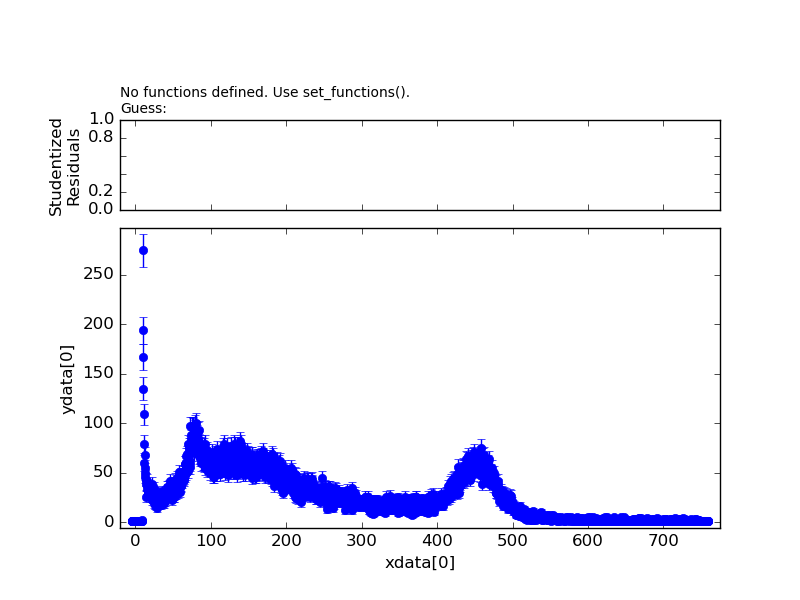 No functions defined. Use set_functions().
Guess:
Studentized
Residuals
1.0
0.8
0.2
0.0
ydata[0]
250
200
150
100
50
0
0 100 200 300 400 500 600 700
xdata[0]